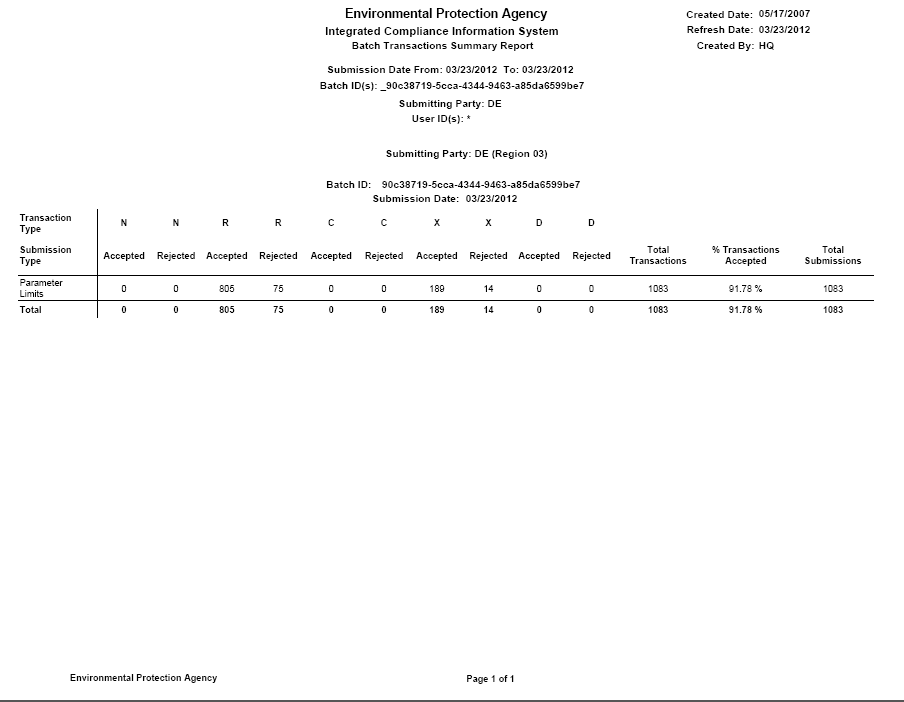 Environmental Protection Agency
Integrated Compliance Information System
Batch Transactions Summary Report
Created Date: 05/17/2007
Refresh Date: 03/23/2012
Created By: HQ
Submission Date From: 03/23/2012 To: 03/23/2012
Batch ID(s): _90c38719-5cca-4344-9463-a85da6599be7
Submitting Party: DE
User ID(s): *
Submitting Party: DE (Region 03)
Batch ID: 90c38719-5cca-4344-9463-a85da6599be7
Submission Date: 03/23/2012
Transaction Type N N R R C C X X D D
Submission Type Accepted Rejected Accepted Rejected Accepted Rejected Accepted Rejected Accepted Rejected Total Transactions % Transactions Accepted Total Submissions
Parameter Limits 0 0 805 75 0 0 189 14 0 0 1083 91.78 % 1083
Total 0 0 805 75 0 0 189 14 0 0 1083 91.78 % 1083
Environmental Protection Agency Page 1 of 1